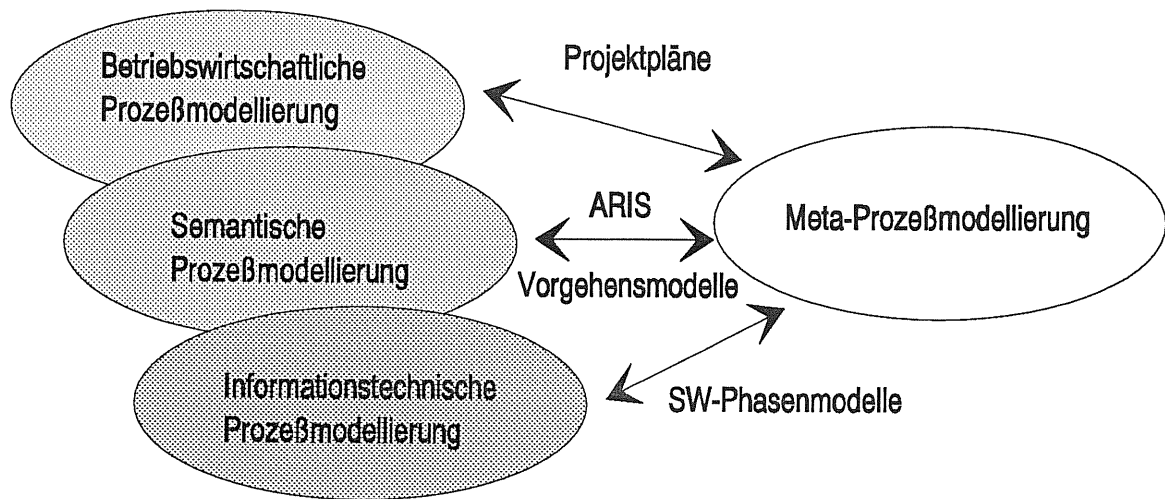 Betriebswirtschaftliche
Prozeßmodellierung
Projektpläne
Semantische
Prozeßmodellierung
ARIS
Vorgehensmodelle
Meta-Prozeßmodellierung
Informationstechnische
Prozeßmodellierung
SW-Phasenmodelle